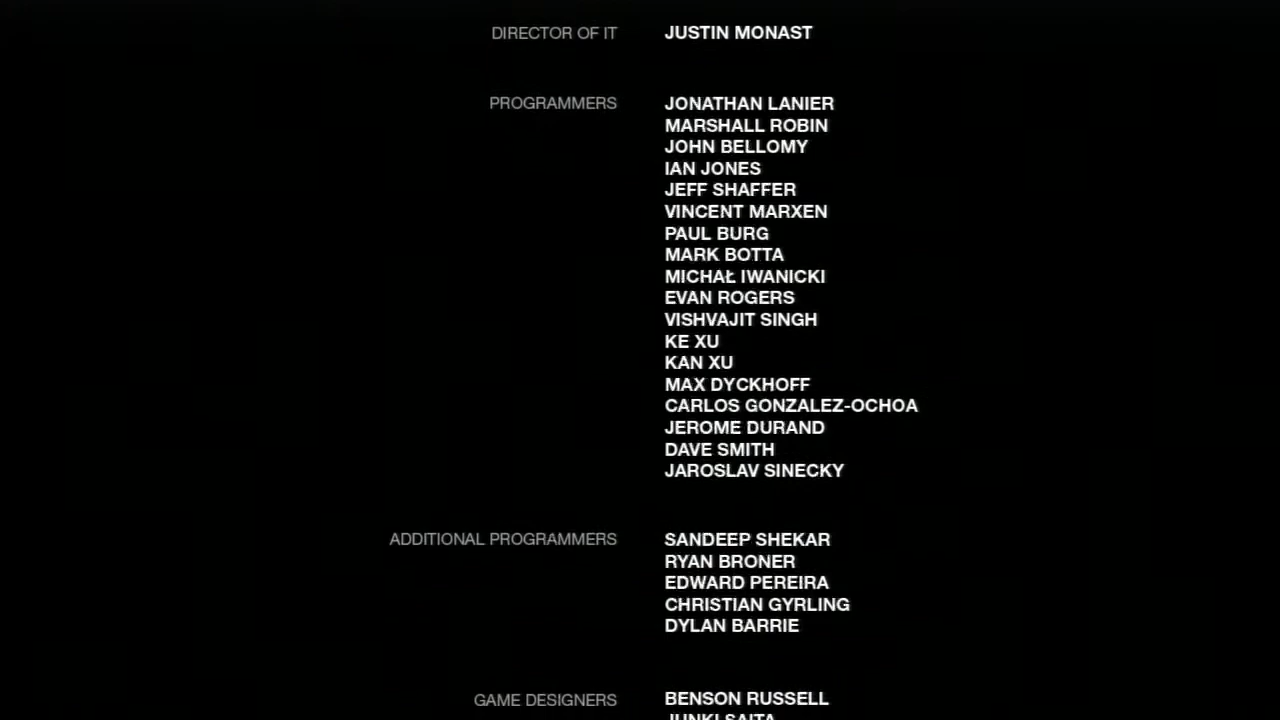 DIRECTOR OF IT JUSTIN MONAST
PROGRAMMERS JONATHAN LANIER
MARSHALL ROBIN
JOHN BELLOMY
IAN JONES
JEFF SHAFFER
VINCENT MARXEN
PAUL BURG
MARK BOTTA
MICHAŁ IWANICKI
EVAN ROGERS
VISHVAJIT SINGH
KE XU
KAN XU
MAX DYCKHOFF
CARLOS GONZALEZ-OCHOA
JEROME DURAND
DAVE SMITH
JAROSLAV SINECKY
ADDITIONAL PROGRAMMERS SANDEEP SHEKAR
RYAN BRONER
EDWARD PEREIRA
CHRISTIAN GYRLING
DYLAN BARRIE
GAME DESIGNERS BENSON RUSSELL
JUNKI SAITA